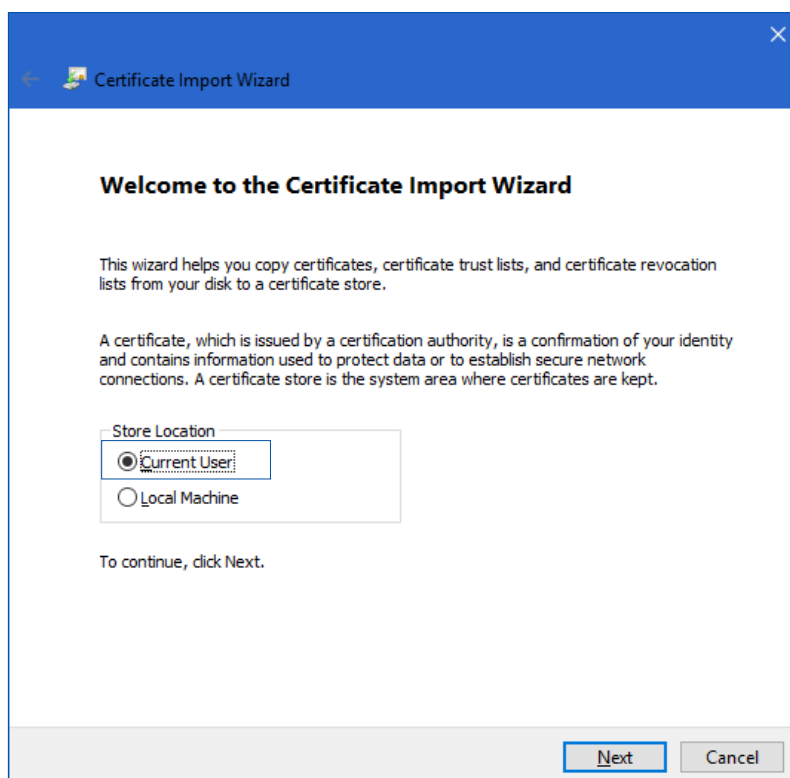 Certificate Import Wizard
Welcome to the Certificate Import Wizard
This wizard helps you copy certificates, certificate trust lists, and certificate revocation
lists from your disk to a certificate store.
A certificate, which is issued by a certification authority, is a confirmation of your identity
and contains information used to protect data or to establish secure network
connections. A certificate store is the system area where certificates are kept.
Store Location
Current User
Local Machine
To continue, click Next.
Next Cancel